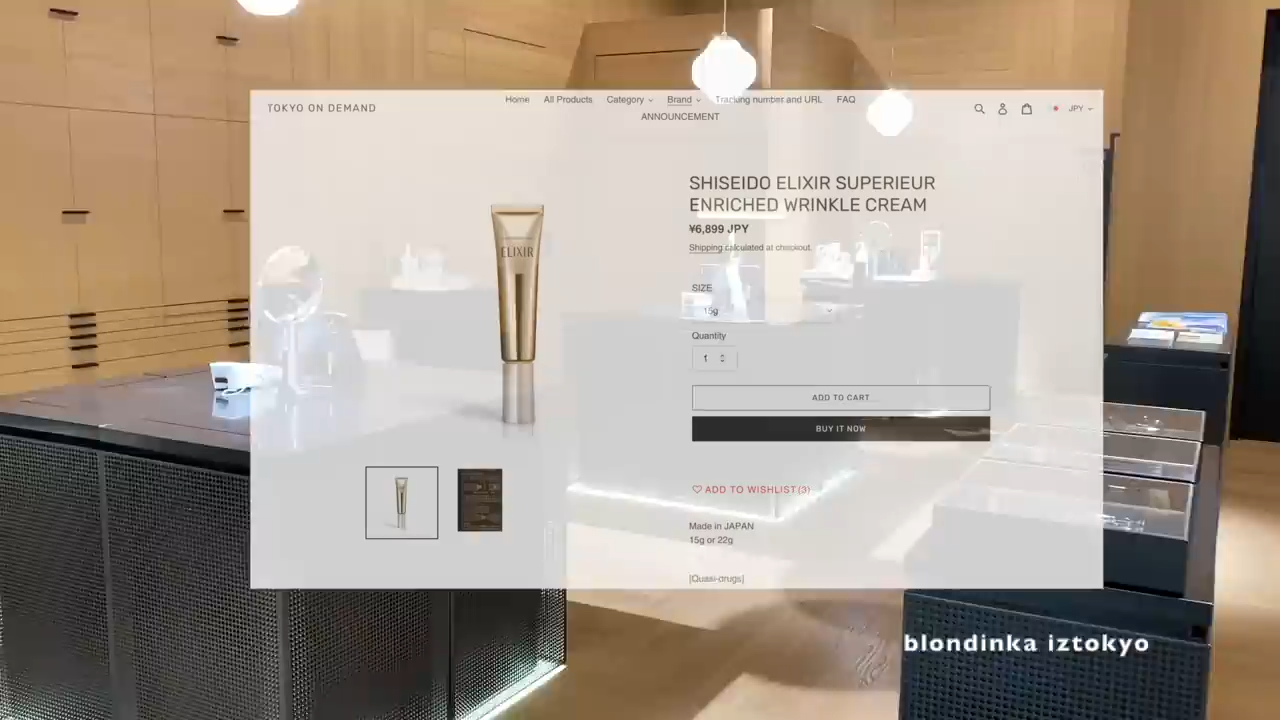 TOKYO ON DEMAND
Home All Products Category Brand Tracking number and URL FAQ
ANNOUNCEMENT
JPY
SHISEIDO ELIXIR SUPERIEUR
ENRICHED WRINKLE CREAM
¥6,899 JPY
Shipping calculated at checkout.
ELIXIR
SIZE
15g
Quantity
1
ADD TO CART
BUY IT NOW
ADD TO WISHLIST(3)
Made in JAPAN
15g or 22g
[Quasi-drugs]
blondinka iztokyo